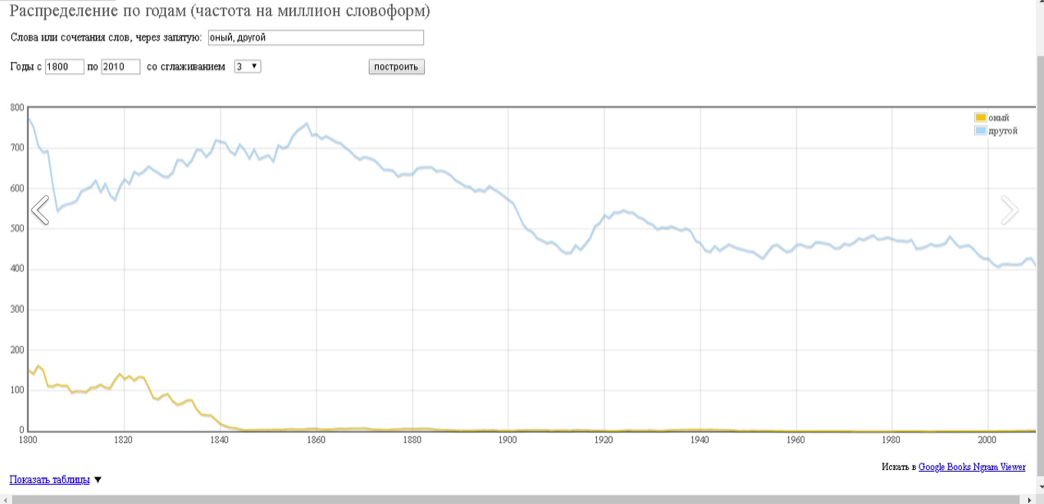 Распределение по годам (частота на миллион словоформ)
Слова или сочетания слов, через запятую: оный, другой
Годы с 1800 по 2010 со сглаживанием 3 ▼ построить
800
оный
другой
700
600
500
400
300
200
100
0
1800 1820 1840 1860 1880 1900 1920 1940 1960 1980 2000
Искать в Google Books Ngram Viewer
Показать таблицы ▼